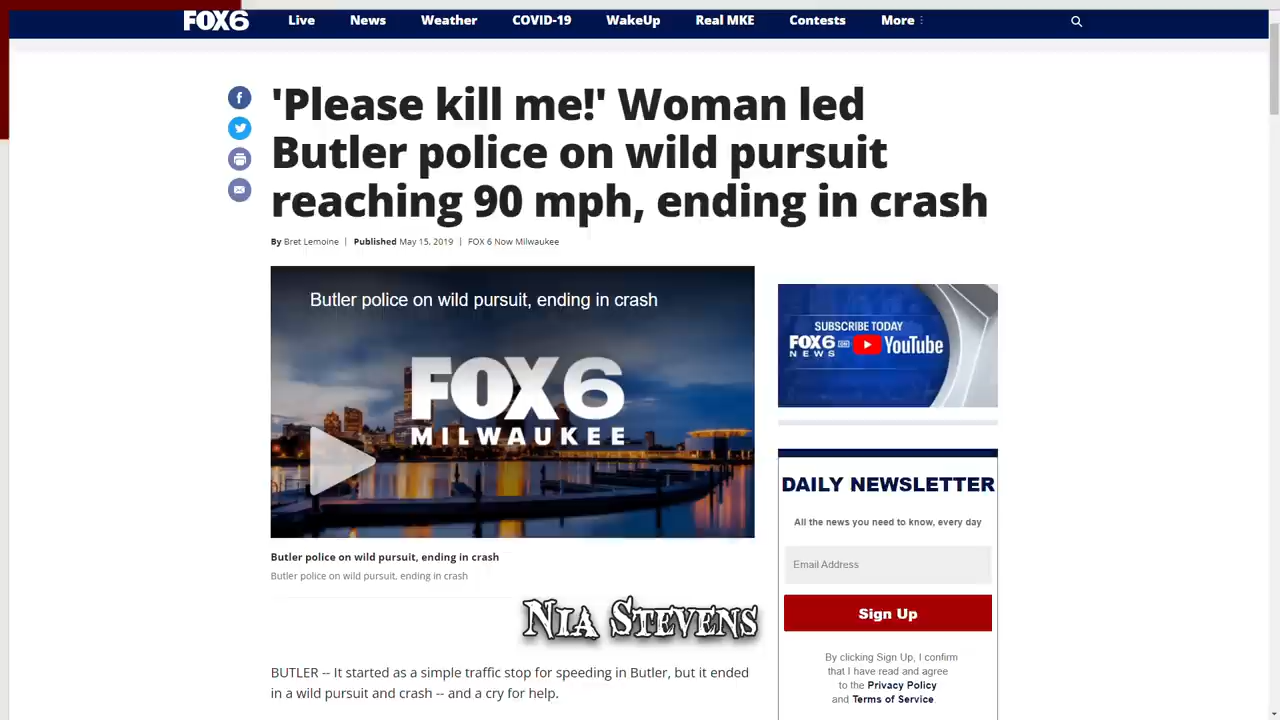 FOX6 Live News Weather COVID-19 WakeUp Real MKE Contests More
'Please kill me!' Woman led
Butler police on wild pursuit
reaching 90 mph, ending in crash
By Bret Lemoine | Published May 15, 2019 | FOX 6 Now Milwaukee
Butler police on wild pursuit, ending in crash
FOX6
MILWAUKEE
Butler police on wild pursuit, ending in crash
Butler police on wild pursuit, ending in crash
NIA STEVENS
BUTLER -- It started as a simple traffic stop for speeding in Butler, but it ended
in a wild pursuit and crash -- and a cry for help.
SUBSCRIBE TODAY
FOX6 ON YouTube
NEWS
DAILY NEWSLETTER
All the news you need to know, every day
Email Address
Sign Up
By clicking Sign Up, I confirm
that I have read and agree
to the Privacy Policy
and Terms of Service.